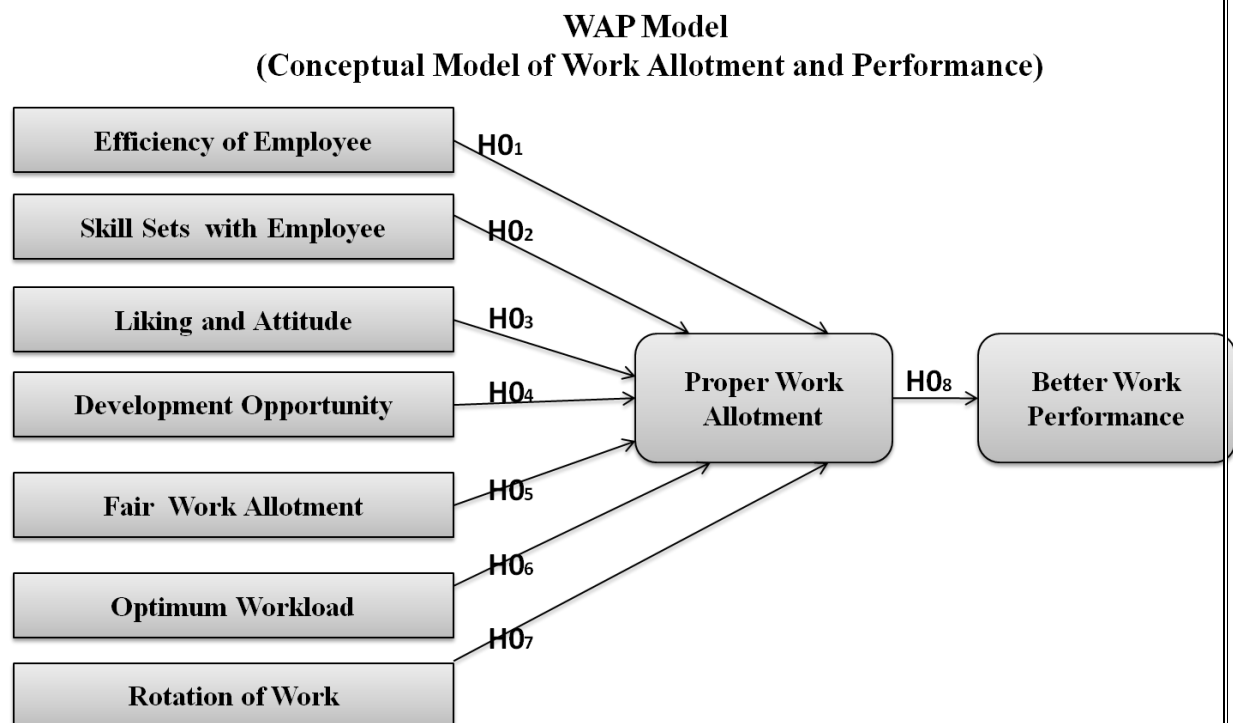 WAP Model
(Conceptual Model of Work Allotment and Performance)
Efficiency of Employee
H0₁
Skill Sets with Employee
H0₂
Liking and Attitude
H0₃
Development Opportunity
H0₄
Fair Work Allotment
H0₅
Optimum Workload
H0₆
Rotation of Work
H0₇
Proper Work
Allotment
H0₈
Better Work
Performance